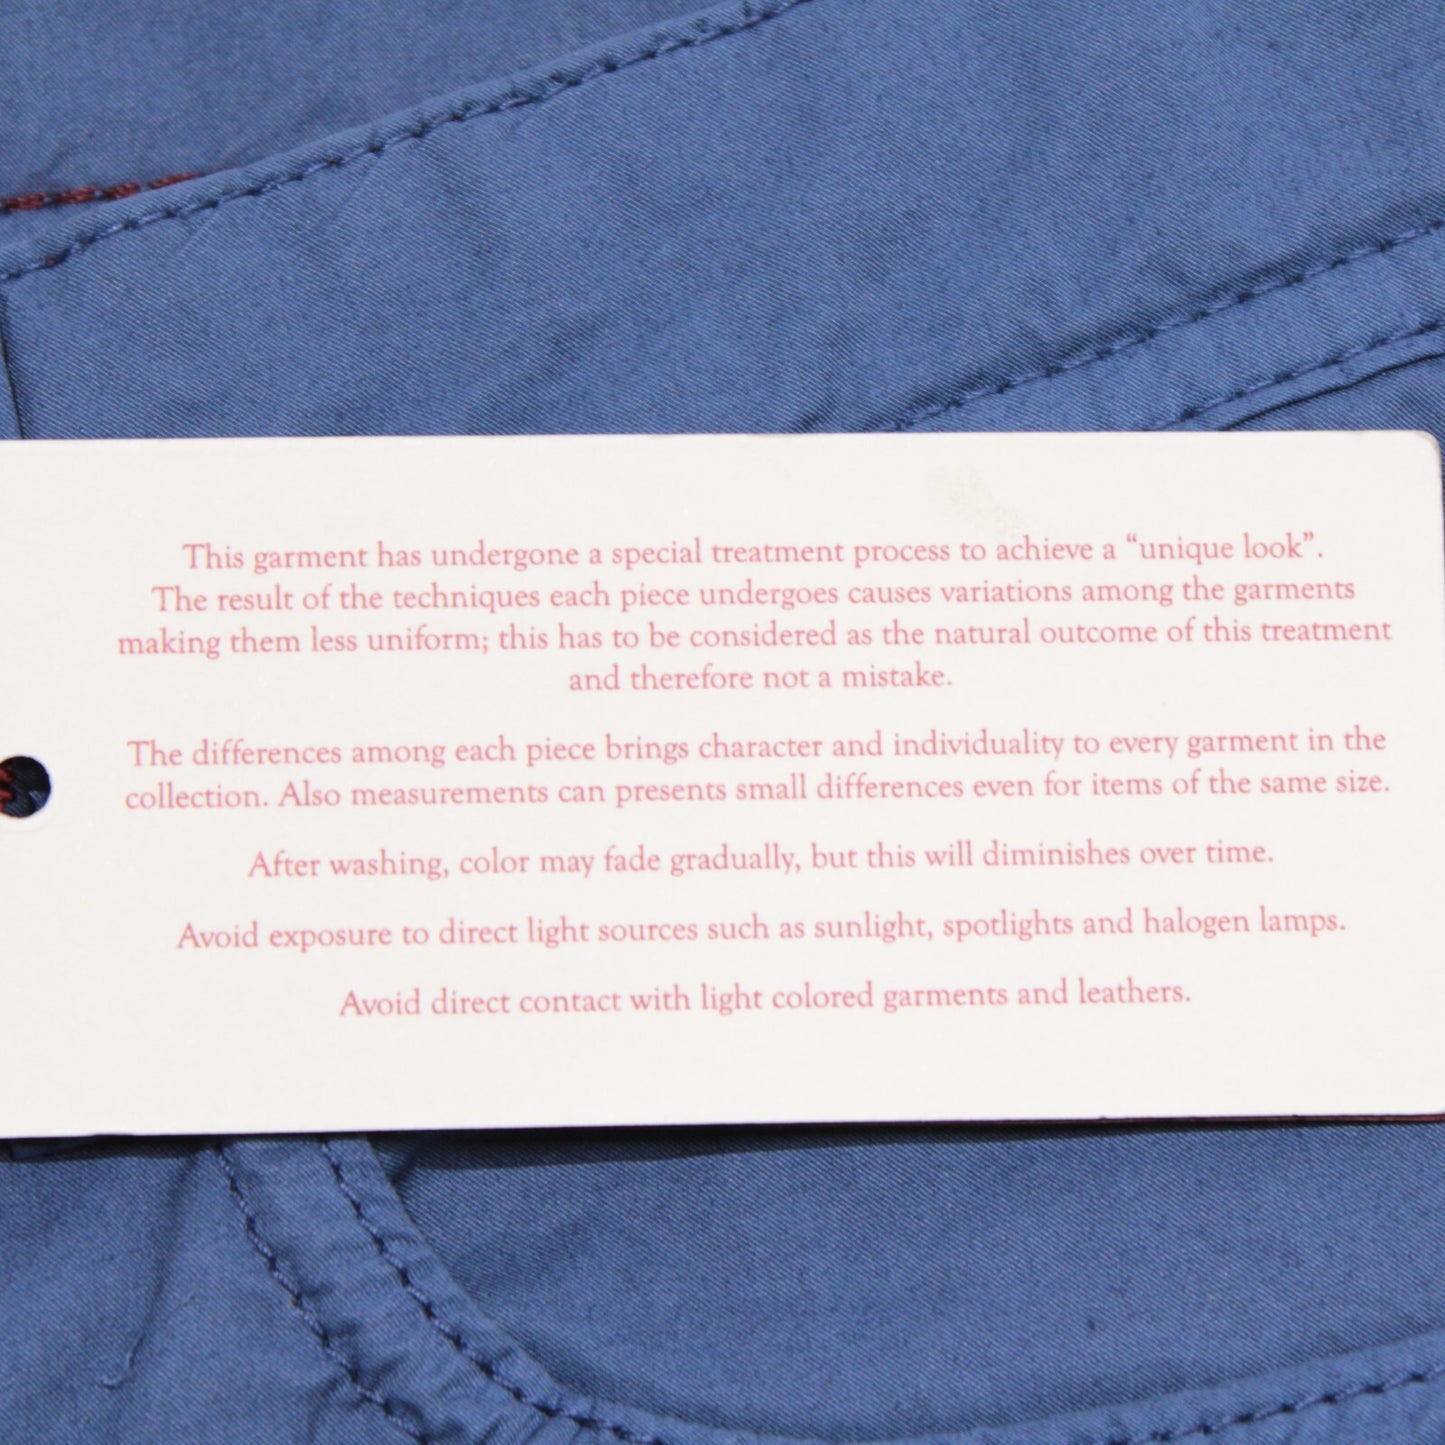 This garment has undergone a special treatment process to achieve a “unique look”.
The result of the techniques each piece undergoes causes variations among the garments
making them less uniform; this has to be considered as the natural outcome of this treatment
and therefore not a mistake.
The differences among each piece brings character and individuality to every garment in the
collection. Also measurements can presents small differences even for items of the same size.
After washing, color may fade gradually, but this will diminishes over time.
Avoid exposure to direct light sources such as sunlight, spotlights and halogen lamps.
Avoid direct contact with light colored garments and leathers.